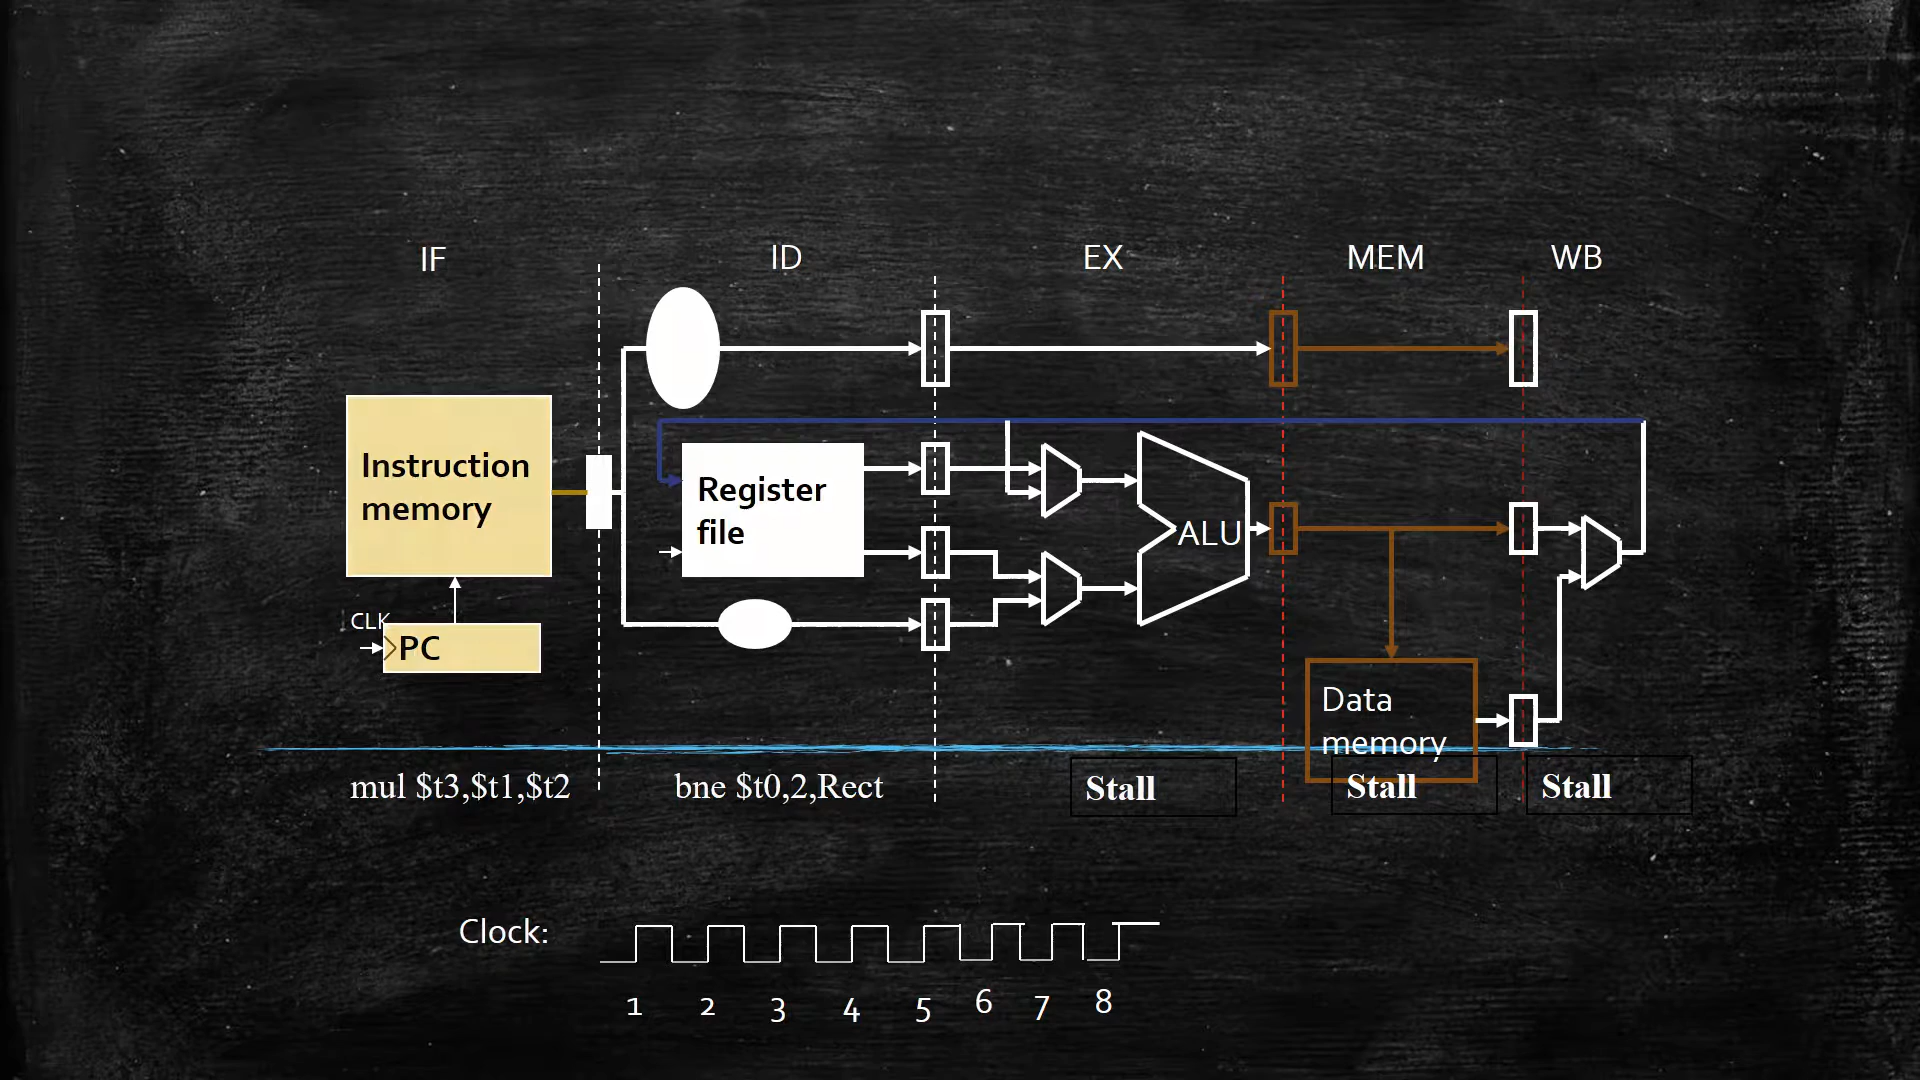 IF
ID
EX
MEM
WB
Instruction
memory
Register
file
ALU
CLK
PC
Data
memory
mul $t3,$t1,$t2
bne $t0,2,Rect
Stall
Stall
Stall
Clock:
1
2
3
4
5
6
7
8